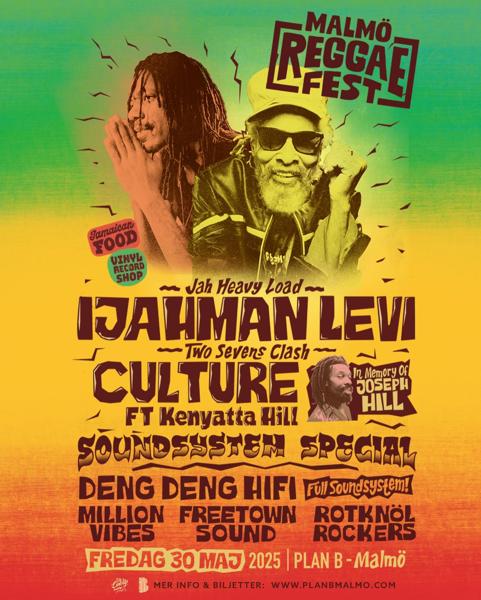 MALMÖ
REGGAE
FEST
Jamaican
FOOD
VINYL
RECORD
SHOP
Jah Heavy Load
IJAHMAN LEVI
Two Sevens Clash
CULTURE
FT Kenyatta Hill
In Memory Of
JOSEPH
HILL
SOUNDSYSTEM SPECIAL
DENG DENG HIFI Full Soundsystem!
MILLION
VIBES
FREETOWN
SOUND
ROTKNÖL
ROCKERS
FREDAG 30 MAJ 2025 | PLAN B - Malmö
MER INFO & BILJETTER: WWW.PLANBMALMO.COM